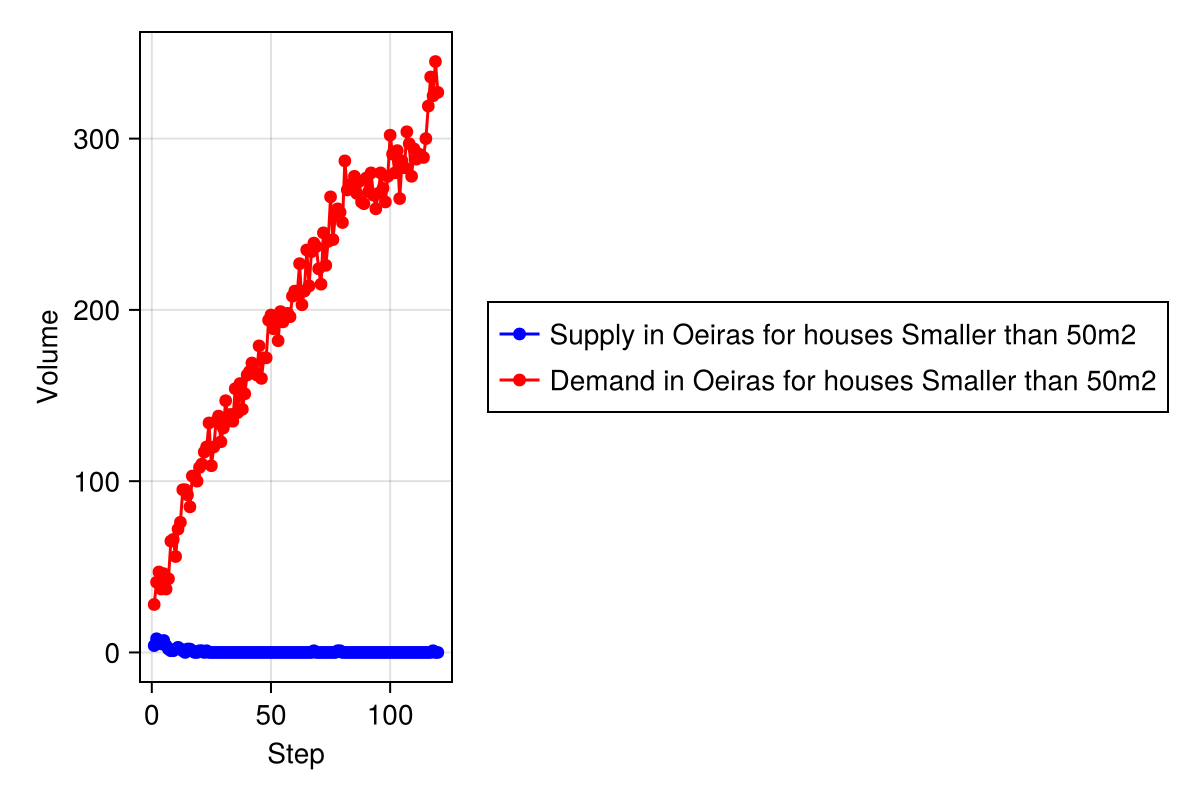 Volume
300
200
100
0
0 50 100
Step
Supply in Oeiras for houses Smaller than 50m2
Demand in Oeiras for houses Smaller than 50m2